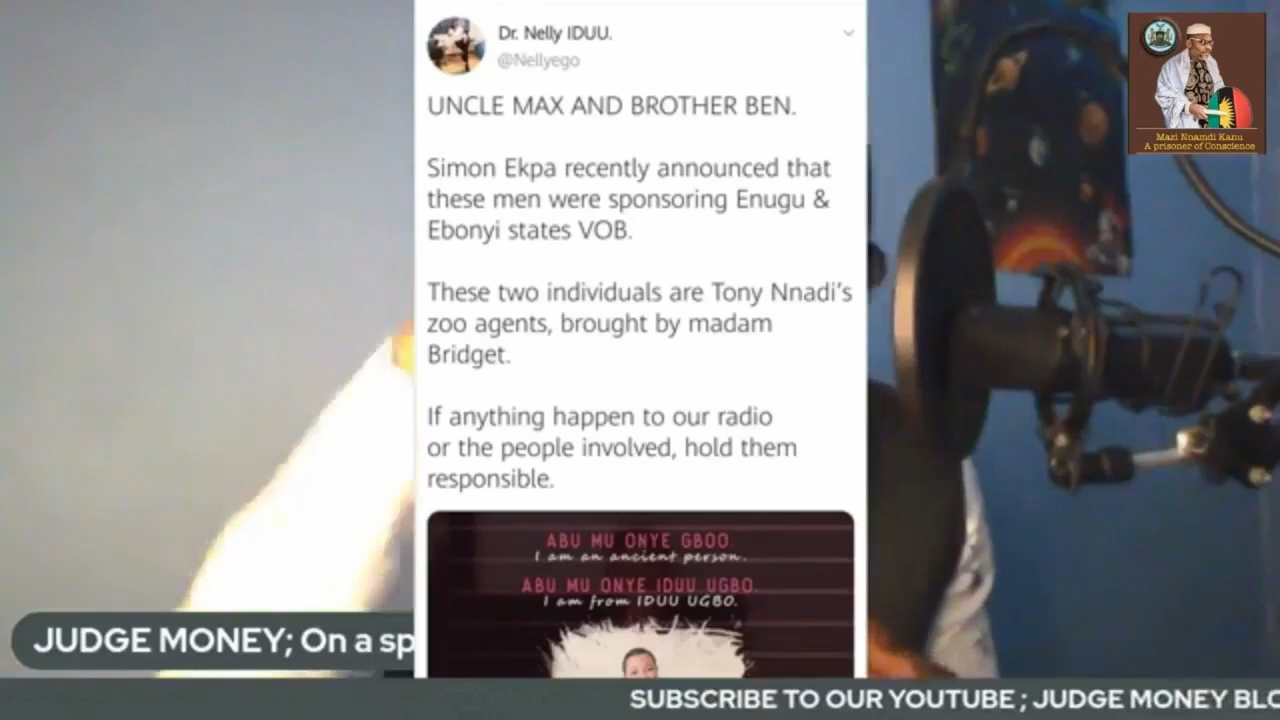 Dr. Nelly IDUU.
@Nellyego
UNCLE MAX AND BROTHER BEN.
Simon Ekpa recently announced that
these men were sponsoring Enugu &
Ebonyi states VOB.
These two individuals are Tony Nnadi's
zoo agents, brought by madam
Bridget.
If anything happen to our radio
or the people involved, hold them
responsible.
ABU MU ONYE GBOO.
I am an ancient person.
ABU MU ONYE IDUU UGBO.
I am from IDUU UGBO.
Mazi Nnamdi Kanu
A prisoner of Conscience
JUDGE MONEY; On a sp
SUBSCRIBE TO OUR YOUTUBE ; JUDGE MONEY BLO